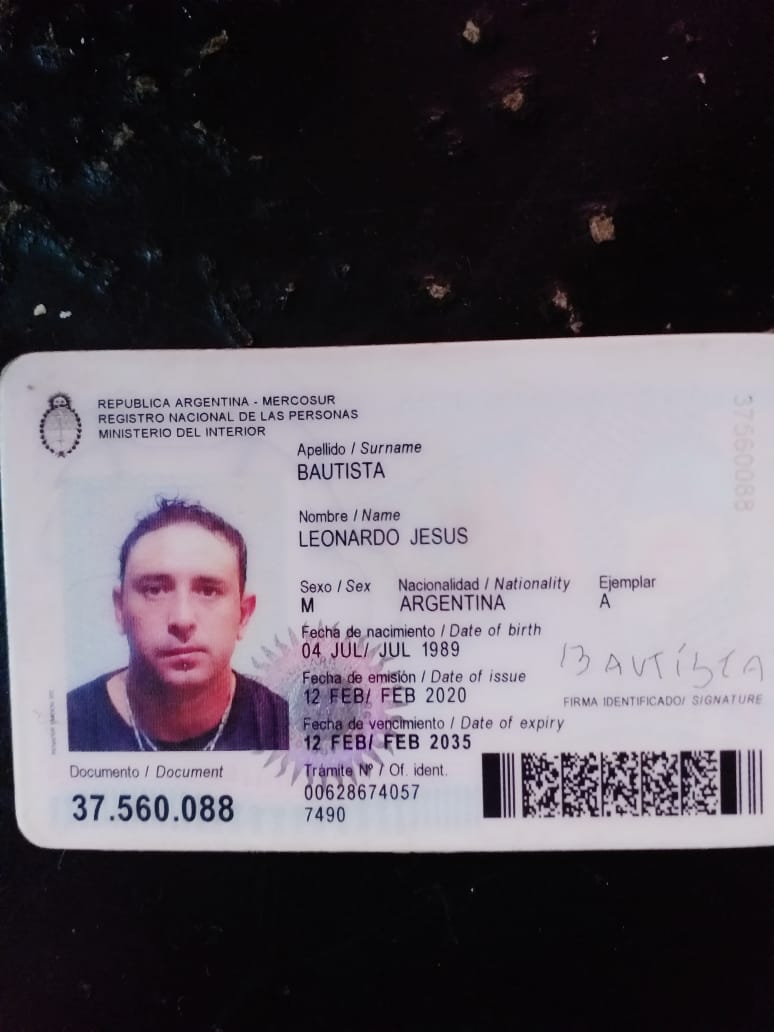 REPUBLICA ARGENTINA - MERCOSUR
REGISTRO NACIONAL DE LAS PERSONAS
MINISTERIO DEL INTERIOR
Apellido / Surname
BAUTISTA
Nombre / Name
LEONARDO JESUS
Sexo / Sex Nacionalidad / Nationality Ejemplar
M ARGENTINA A
Fecha de nacimiento / Date of birth
04 JUL/ JUL 1989
Fecha de emisión / Date of issue
12 FEB/ FEB 2020
Fecha de vencimiento / Date of expiry
12 FEB/ FEB 2035
BAUTISTA
FIRMA IDENTIFICADO/ SIGNATURE
Documento / Document
37.560.088
Trámite Nº / Of. ident.
00628674057
7490
37560088